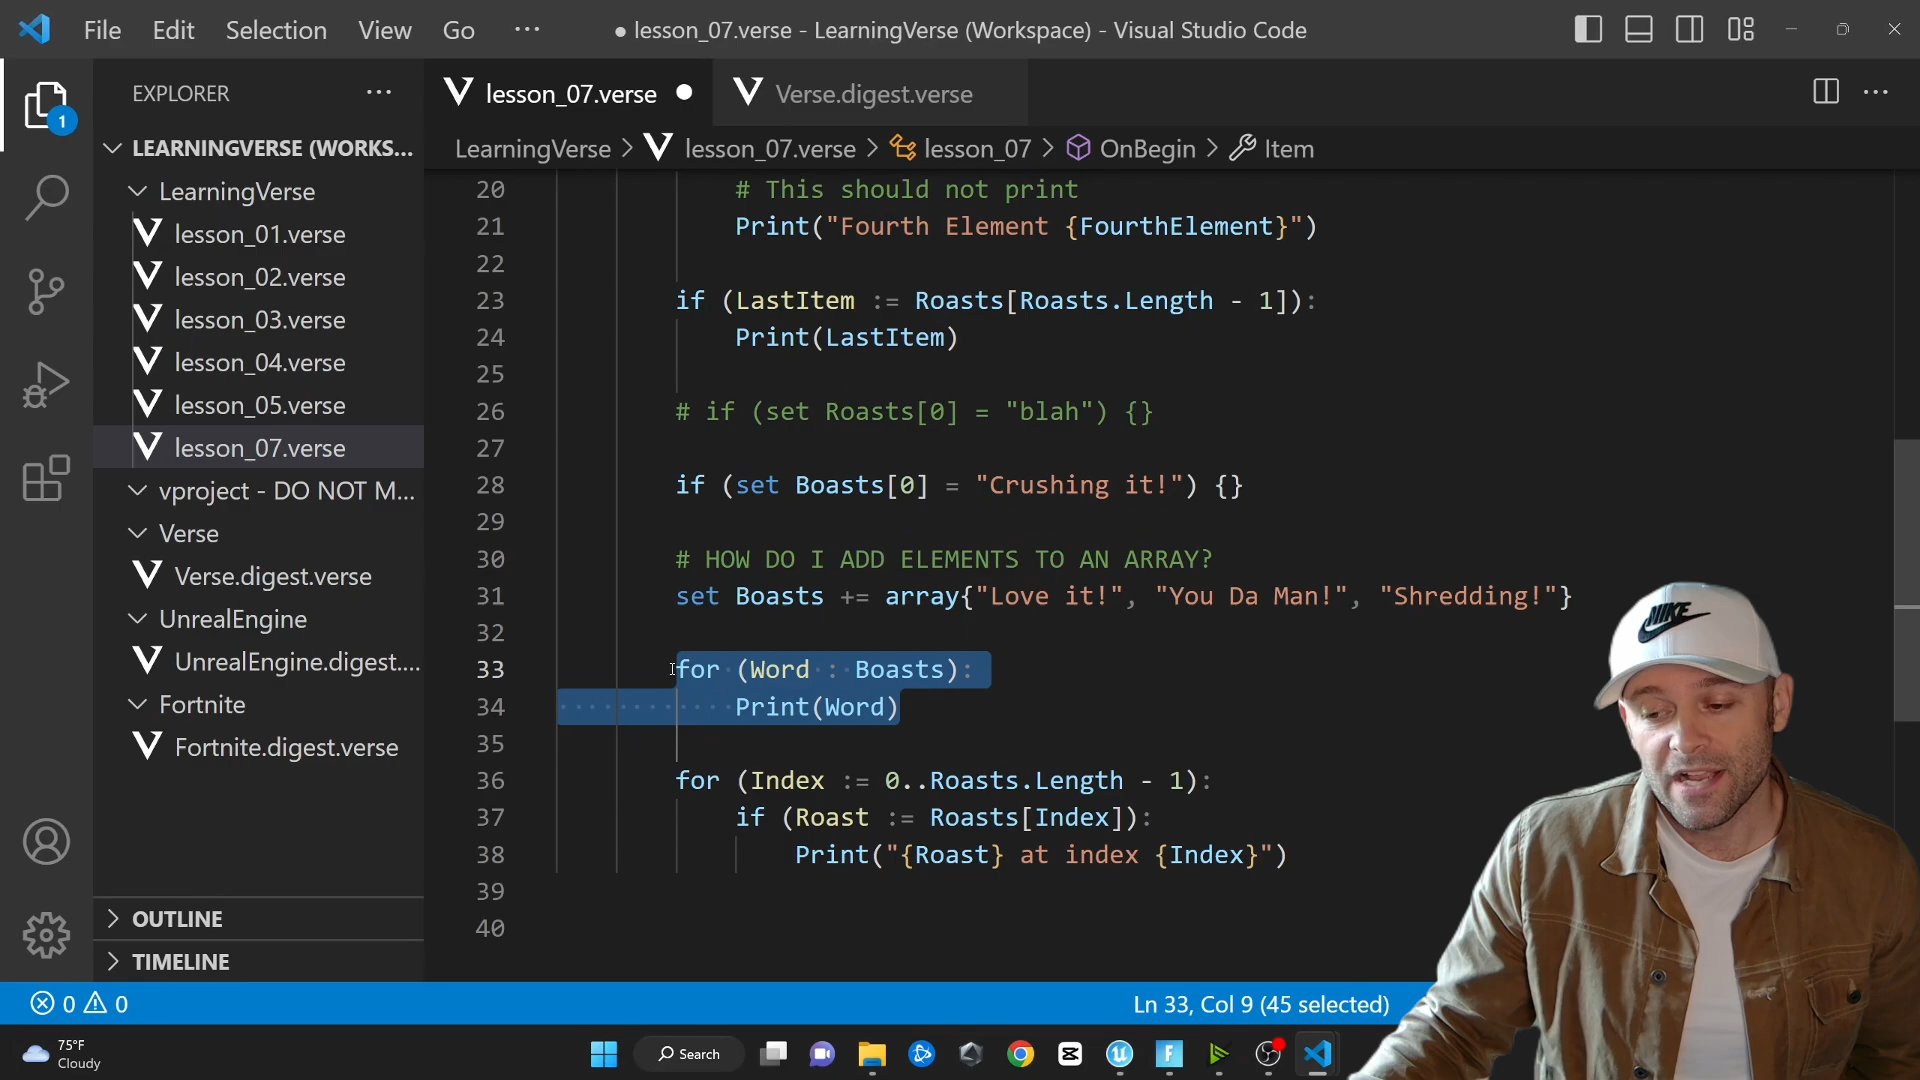 File Edit Selection View Go ··· ● lesson_07.verse - LearningVerse (Workspace) - Visual Studio Code
EXPLORER ···
lesson_07.verse ●
Verse.digest.verse
LearningVerse > lesson_07.verse > lesson_07 > OnBegin > Item
1
LEARNINGVERSE (WORKS...
LearningVerse
lesson_01.verse
lesson_02.verse
lesson_03.verse
lesson_04.verse
lesson_05.verse
lesson_07.verse
vproject - DO NOT M...
Verse
Verse.digest.verse
UnrealEngine
UnrealEngine.digest....
Fortnite
Fortnite.digest.verse
OUTLINE
TIMELINE
20 # This should not print
21 Print("Fourth Element {FourthElement}")
22
23 if (LastItem := Roasts[Roasts.Length - 1]):
24 Print(LastItem)
25
26 # if (set Roasts[0] = "blah") {}
27
28 if (set Boasts[0] = "Crushing it!") {}
29
30 # HOW DO I ADD ELEMENTS TO AN ARRAY?
31 set Boasts += array{"Love it!", "You Da Man!", "Shredding!"}
32
33 for (Word : Boasts):
34 Print(Word)
35
36 for (Index := 0..Roasts.Length - 1):
37 if (Roast := Roasts[Index]):
38 Print("{Roast} at index {Index}")
39
40
NIKE
0 0
Ln 33, Col 9 (45 selected)
75°F
Cloudy
Search